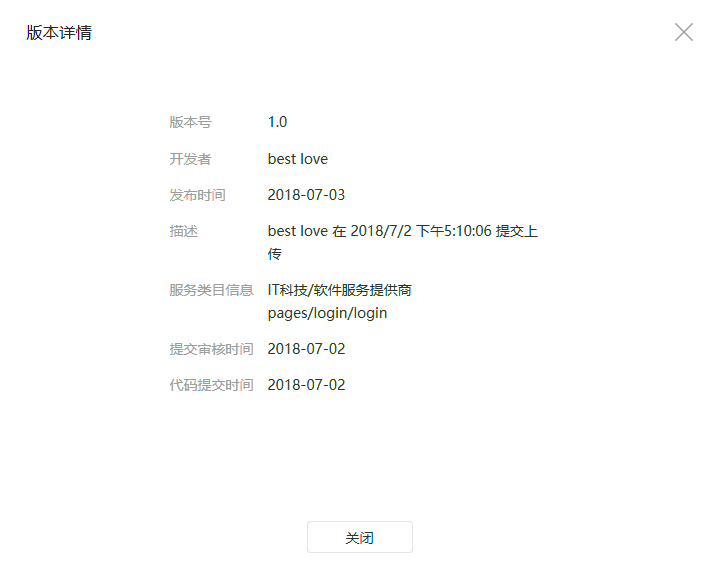 版本详情
版本号 1.0
开发者 best love
发布时间 2018-07-03
描述 best love 在 2018/7/2 下午5:10:06 提交上
传
服务类目信息 IT科技/软件服务提供商
pages/login/login
提交审核时间 2018-07-02
代码提交时间 2018-07-02
关闭